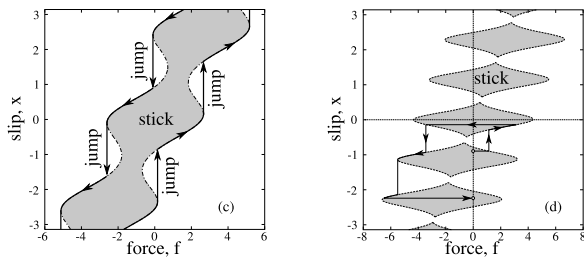 3
2
1
0
-1
-2
-3
-6 -4 -2 0 2 4 6
slip, x
force, f
jump
jump
stick
jump
jump
(c)
3
2
1
0
-1
-2
-3
-8 -6 -4 -2 0 2 4 6 8
slip, x
force, f
stick
(d)